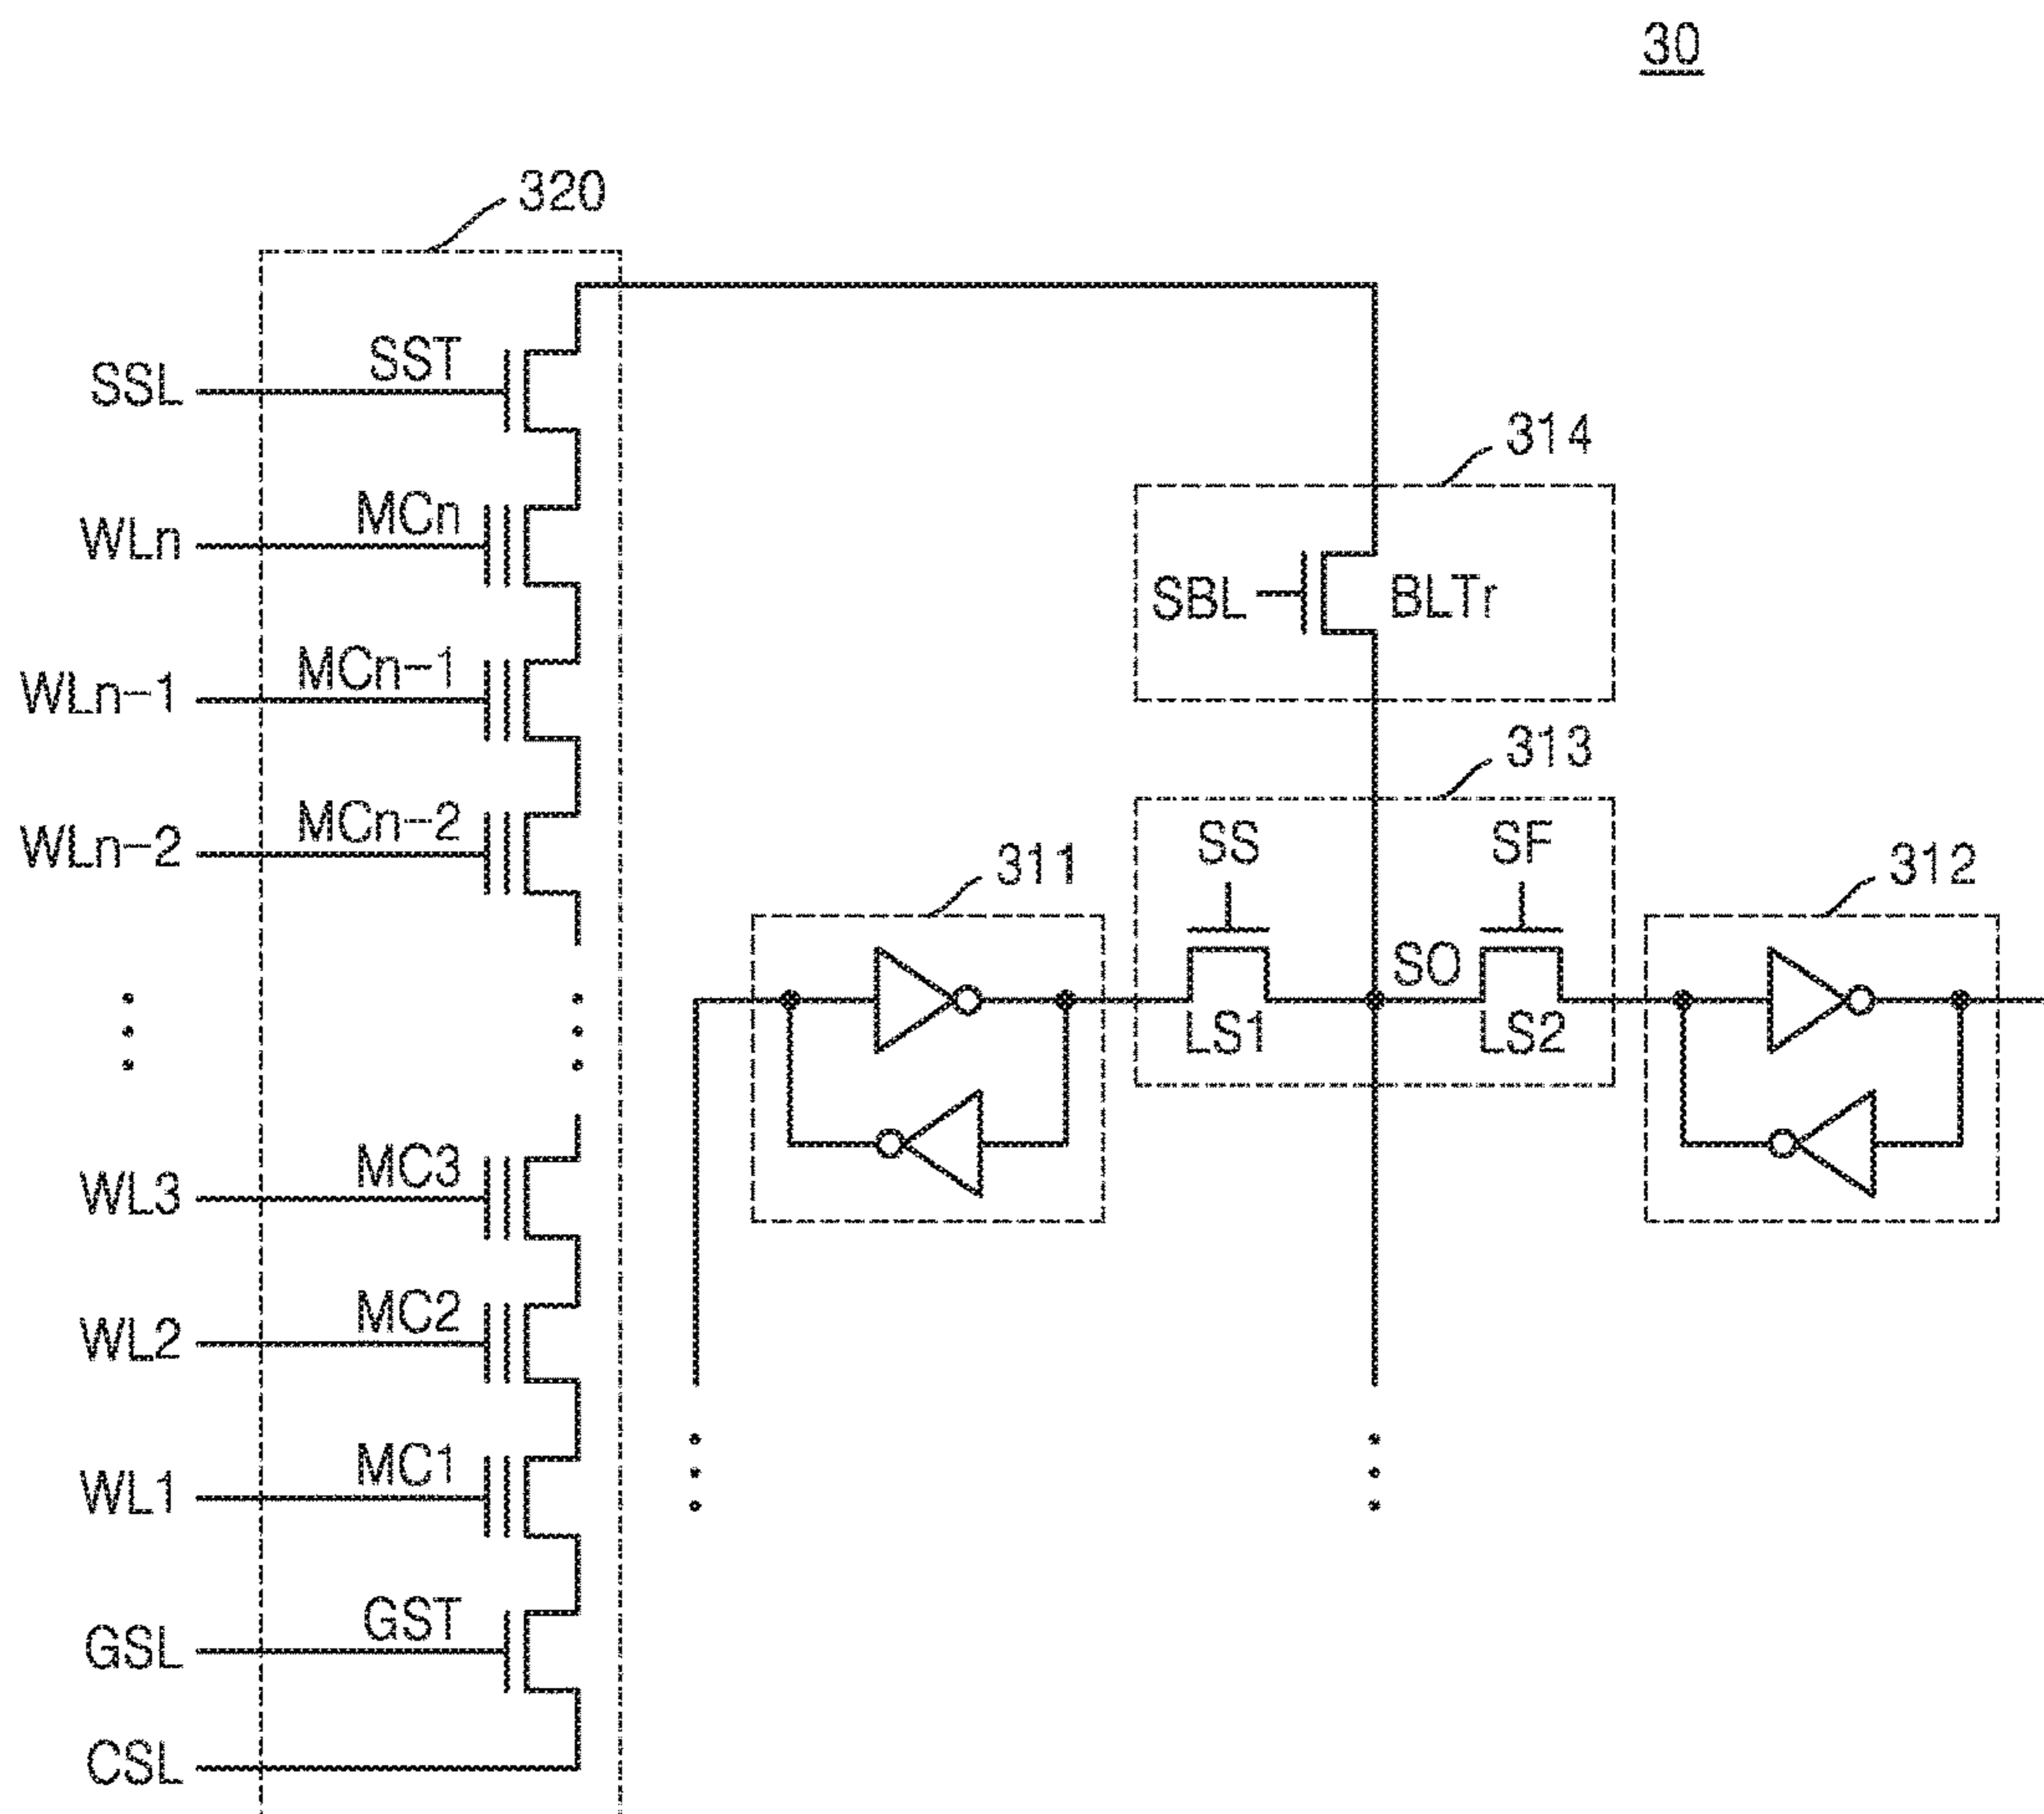 30
320
SSL SST
314
WLn MCn
SBL BLTr
WLn-1 MCn-1
313
WLn-2 MCn-2
SS SF
311 312
SO
LS1 LS2
WL3 MC3
WL2 MC2
WL1 MC1
GSL GST
CSL